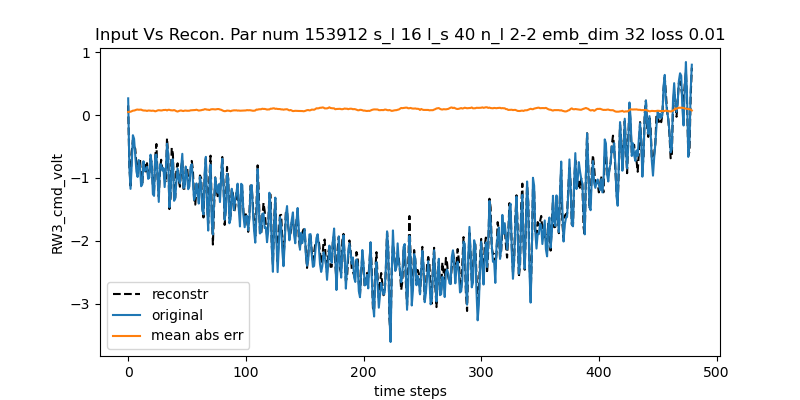 Input Vs Recon. Par num 153912 s_l 16 l_s 40 n_l 2-2 emb_dim 32 loss 0.01
1
0
−1
−2
−3
RW3_cmd_volt
reconstr
original
mean abs err
0
100
200
300
400
500
time steps